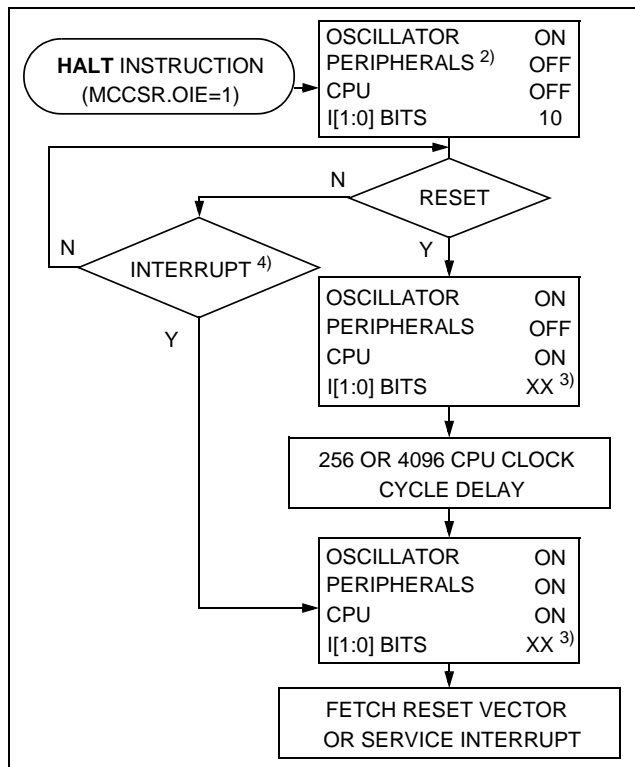 HALT INSTRUCTION
(MCCSR.OIE=1)
OSCILLATOR ON
PERIPHERALS 2) OFF
CPU OFF
I[1:0] BITS 10
RESET
N
Y
INTERRUPT 4)
N
Y
OSCILLATOR ON
PERIPHERALS OFF
CPU ON
I[1:0] BITS XX 3)
256 OR 4096 CPU CLOCK
CYCLE DELAY
OSCILLATOR ON
PERIPHERALS ON
CPU ON
I[1:0] BITS XX 3)
FETCH RESET VECTOR
OR SERVICE INTERRUPT